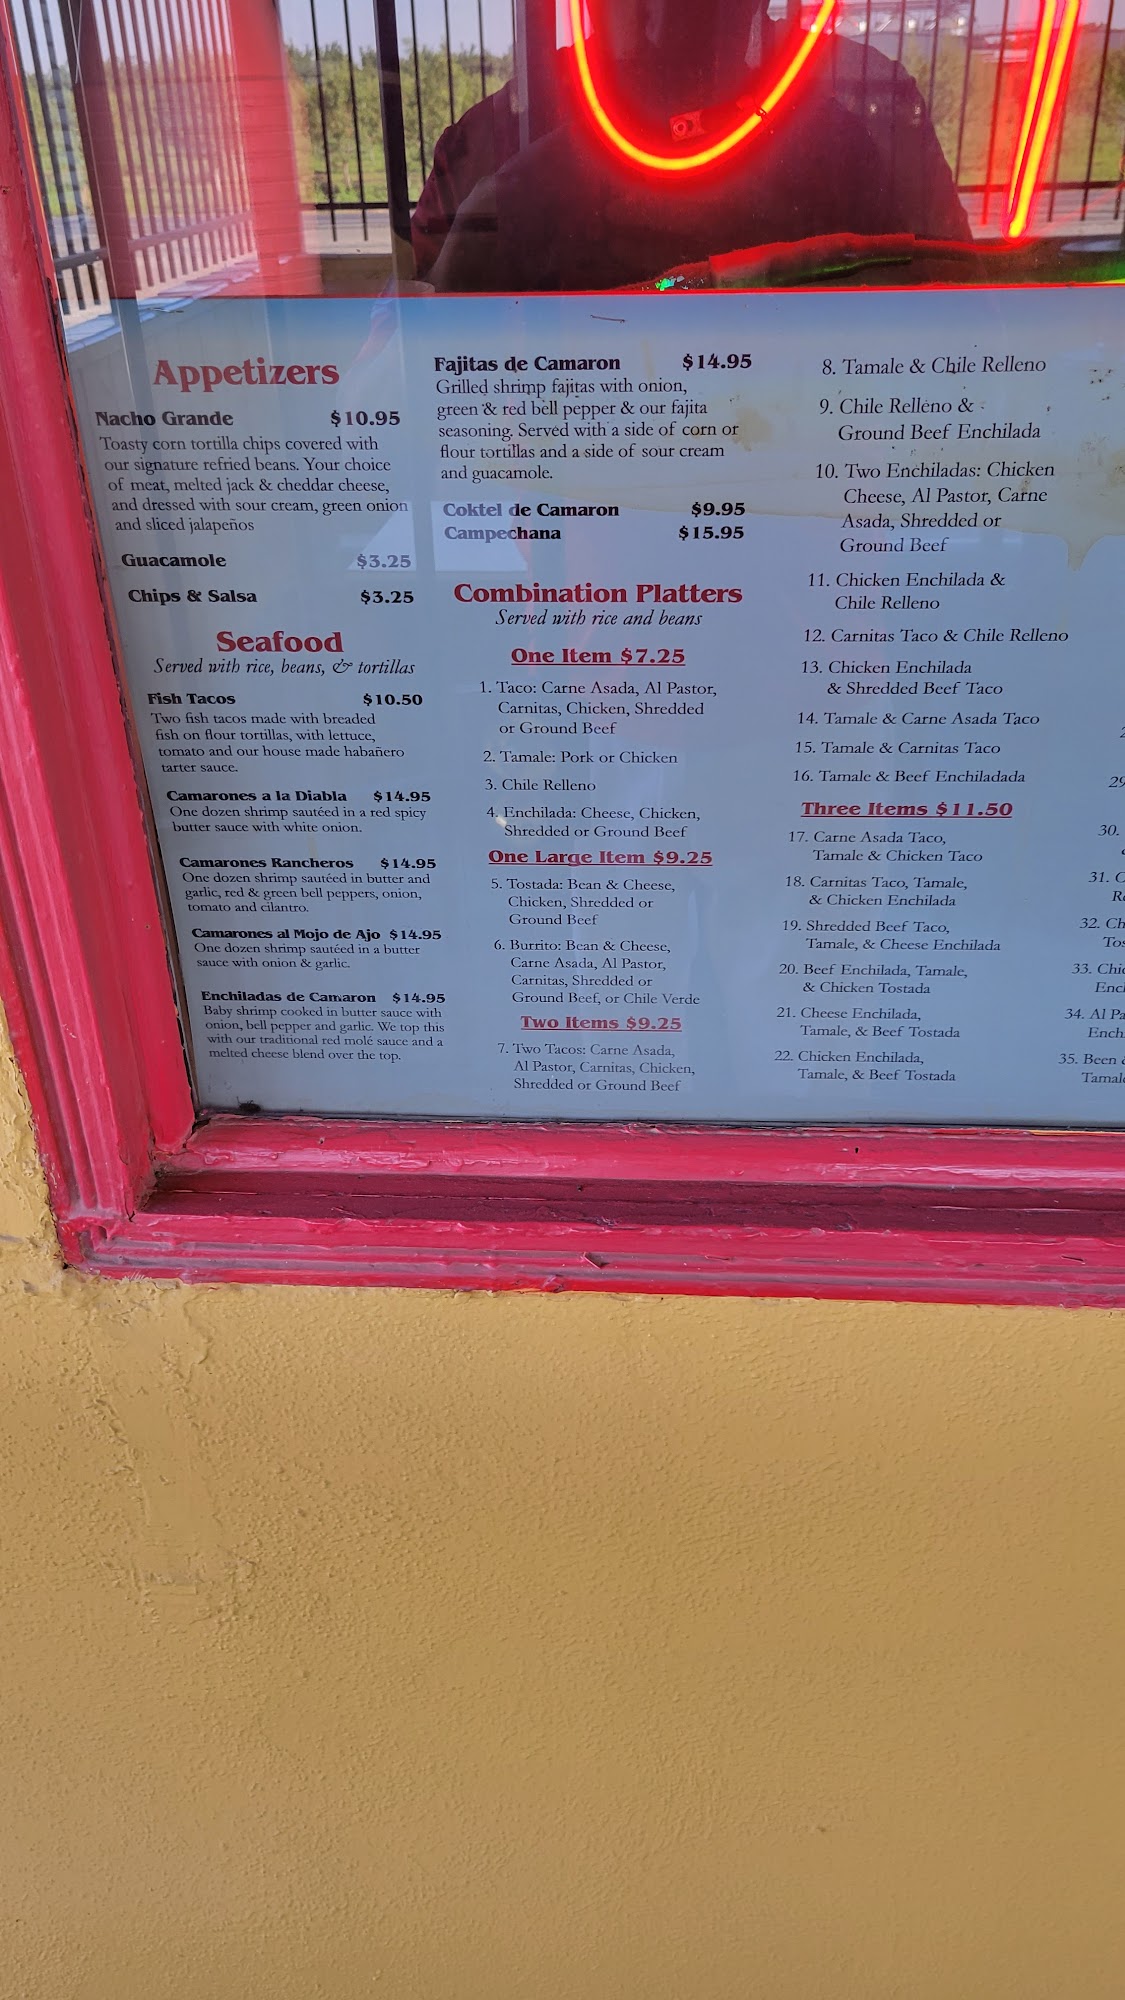 Appetizers
Nacho Grande $10.95
Toasty corn tortilla chips covered with
our signature refried beans. Your choice
of meat, melted jack & cheddar cheese,
and dressed with sour cream, green onion
and sliced jalapeños
Guacamole $3.25
Chips & Salsa $3.25
Seafood
Served with rice, beans, & tortillas
Fish Tacos $10.50
Two fish tacos made with breaded
fish on flour tortillas, with lettuce,
tomato and our house made habañero
tarter sauce.
Camarones a la Diabla $14.95
One dozen shrimp sautéed in a red spicy
butter sauce with white onion.
Camarones Rancheros $14.95
One dozen shrimp sautéed in butter and
garlic, red & green bell peppers, onion,
tomato and cilantro.
Camarones al Mojo de Ajo $14.95
One dozen shrimp sautéed in a butter
sauce with onion & garlic.
Enchiladas de Camaron $14.95
Baby shrimp cooked in butter sauce with
onion, bell pepper and garlic. We top this
with our traditional red molé sauce and a
melted cheese blend over the top.
Fajitas de Camaron $14.95
Grilled shrimp fajitas with onion,
green & red bell pepper & our fajita
seasoning. Served with a side of corn or
flour tortillas and a side of sour cream
and guacamole.
Coktel de Camaron $9.95
Campechana $15.95
Combination Platters
Served with rice and beans
One Item $7.25
1. Taco: Carne Asada, Al Pastor,
Carnitas, Chicken, Shredded
or Ground Beef
2. Tamale: Pork or Chicken
3. Chile Relleno
4. Enchilada: Cheese, Chicken,
Shredded or Ground Beef
One Large Item $9.25
5. Tostada: Bean & Cheese,
Chicken, Shredded or
Ground Beef
6. Burrito: Bean & Cheese,
Carne Asada, Al Pastor,
Carnitas, Shredded or
Ground Beef, or Chile Verde
Two Items $9.25
7. Two Tacos: Carne Asada,
Al Pastor, Carnitas, Chicken,
Shredded or Ground Beef
8. Tamale & Chile Relleno
9. Chile Relleno &
Ground Beef Enchilada
10. Two Enchiladas: Chicken
Cheese, Al Pastor, Carne
Asada, Shredded or
Ground Beef
11. Chicken Enchilada &
Chile Relleno
12. Carnitas Taco & Chile Relleno
13. Chicken Enchilada
& Shredded Beef Taco
14. Tamale & Carne Asada Taco
15. Tamale & Carnitas Taco
16. Tamale & Beef Enchiladada
Three Items $11.50
17. Carne Asada Taco,
Tamale & Chicken Taco
18. Carnitas Taco, Tamale,
& Chicken Enchilada
19. Shredded Beef Taco,
Tamale, & Cheese Enchilada
20. Beef Enchilada, Tamale,
& Chicken Tostada
21. Cheese Enchilada,
Tamale, & Beef Tostada
22. Chicken Enchilada,
Tamale, & Beef Tostada
29
30.
31. C
R
32. Ch
Tos
33. Chic
Enc
34. Al Pa
Ench
35. Been
Tamal